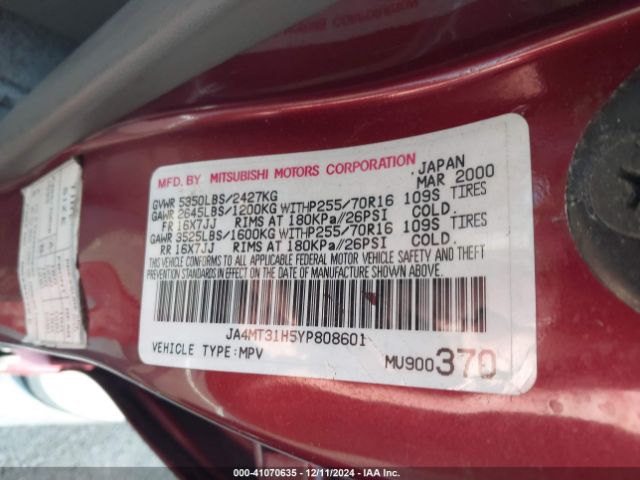 MFD. BY MITSUBISHI MOTORS CORPORATION JAPAN
MAR 2000
GVWR 5350LBS/2427KG
GAWR 2645LBS/1200KG WITHP255/70R16 109S TIRES
FR 16X7JJ RIMS AT 180KPa//26PSI COLD.
GAWR 3525LBS/1600KG WITHP255/70R16 109S TIRES
RR 16X7JJ RIMS AT 180KPa//26PSI COLD.
THIS VEHICLE CONFORMS TO ALL APPLICABLE FEDERAL MOTOR VEHICLE SAFETY AND THEFT
PREVENTION STANDARDS IN EFFECT ON THE DATE OF MANUFACTURE SHOWN ABOVE.
JA4MT31H5YP808601
VEHICLE TYPE:MPV
MU900370
000-41070635 - 12/11/2024 - IAA Inc.